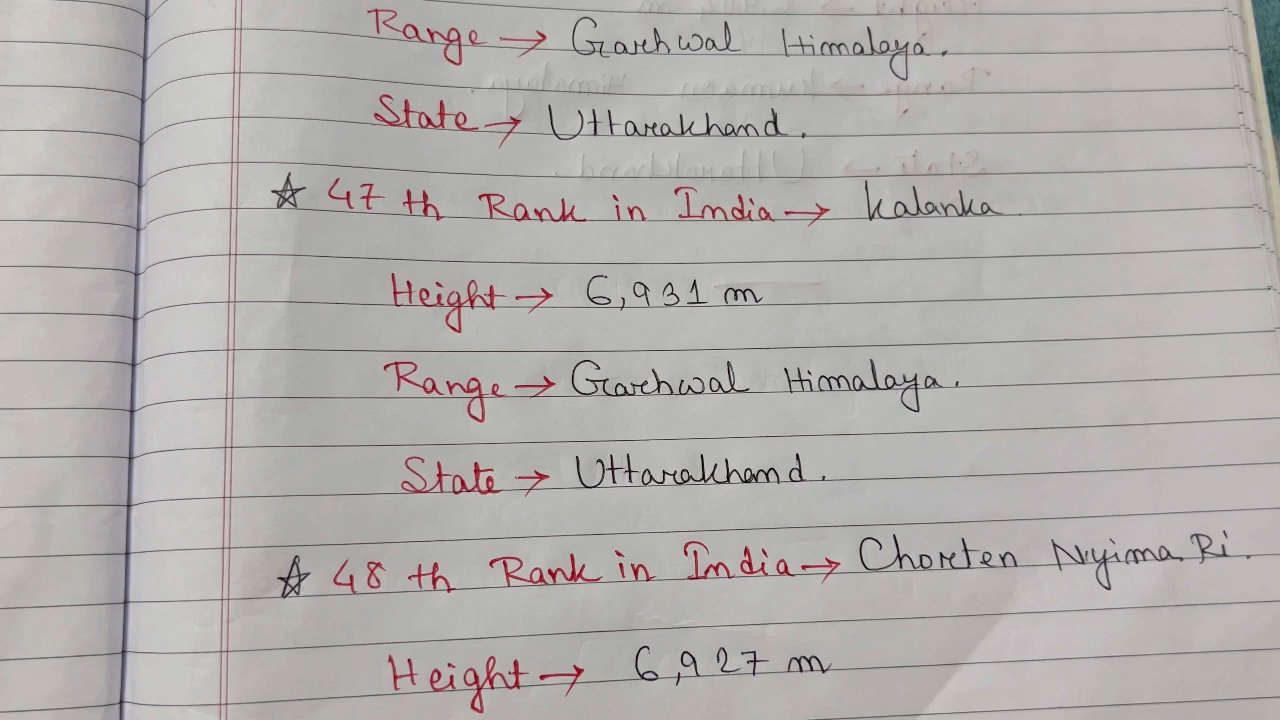 Range → Garhwal Himalaya.
State → Uttarakhand.
☆ 47 th Rank in India → Kalanka
Height → 6,931 m
Range → Garhwal Himalaya.
State → Uttarakhand.
☆ 48 th Rank in India → Chorten Nyima Ri.
Height → 6,927 m